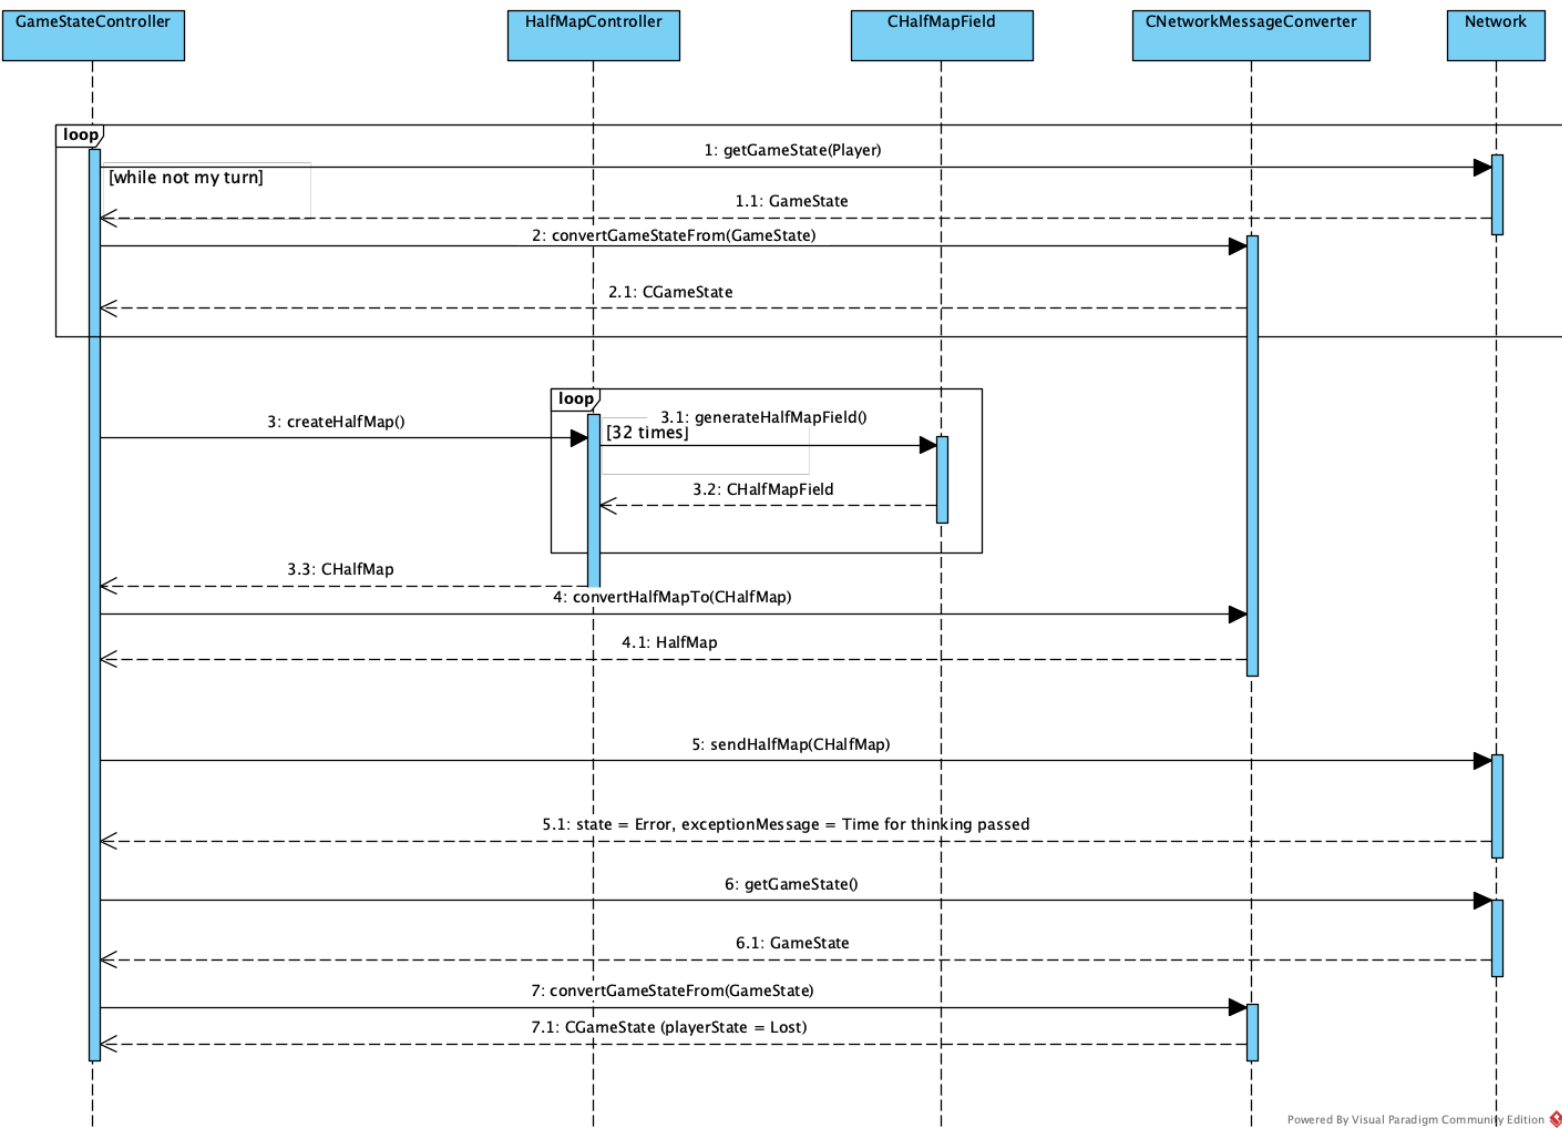 GameStateController
HalfMapController
CHalfMapField
CNetworkMessageConverter
Network
loop
1: getGameState(Player)
[while not my turn]
1.1: GameState
2: convertGameStateFrom(GameState)
2.1: CGameState
loop
3: createHalfMap()
3.1: generateHalfMapField()
[32 times]
3.2: CHalfMapField
3.3: CHalfMap
4: convertHalfMapTo(CHalfMap)
4.1: HalfMap
5: sendHalfMap(CHalfMap)
5.1: state = Error, exceptionMessage = Time for thinking passed
6: getGameState()
6.1: GameState
7: convertGameStateFrom(GameState)
7.1: CGameState (playerState = Lost)
Powered By Visual Paradigm Community Edition